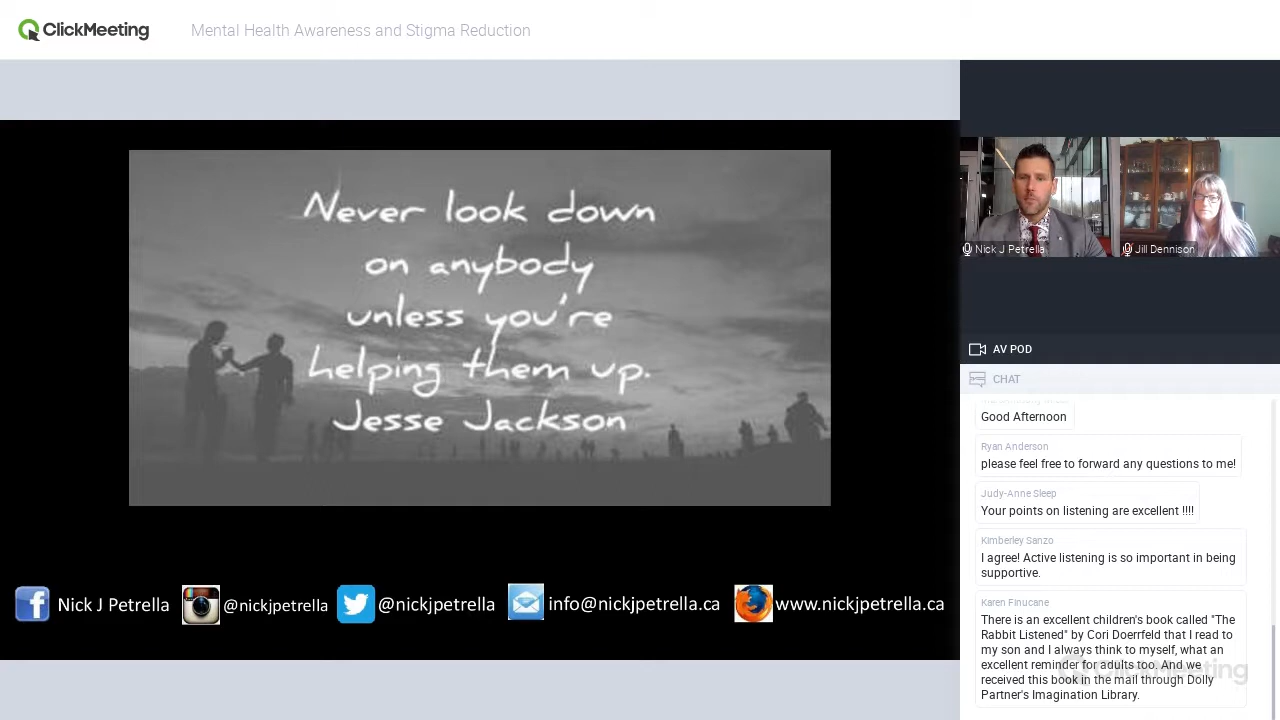 ClickMeeting
Mental Health Awareness and Stigma Reduction
Never look down
on anybody
unless you're
helping them up.
Jesse Jackson
Nick J Petrella
@nickjpetrella
@nickjpetrella
info@nickjpetrella.ca
www.nickjpetrella.ca
Nick J Petrella
Jill Dennison
AV POD
CHAT
Good Afternoon
Ryan Anderson
please feel free to forward any questions to me!
Judy-Anne Sleep
Your points on listening are excellent !!!!
Kimberley Sanzo
I agree! Active listening is so important in being
supportive.
Karen Finucane
There is an excellent children's book called "The
Rabbit Listened" by Cori Doerrfeld that I read to
my son and I always think to myself, what an
excellent reminder for adults too. And we
received this book in the mail through Dolly
Partner's Imagination Library.
ClickMeeting